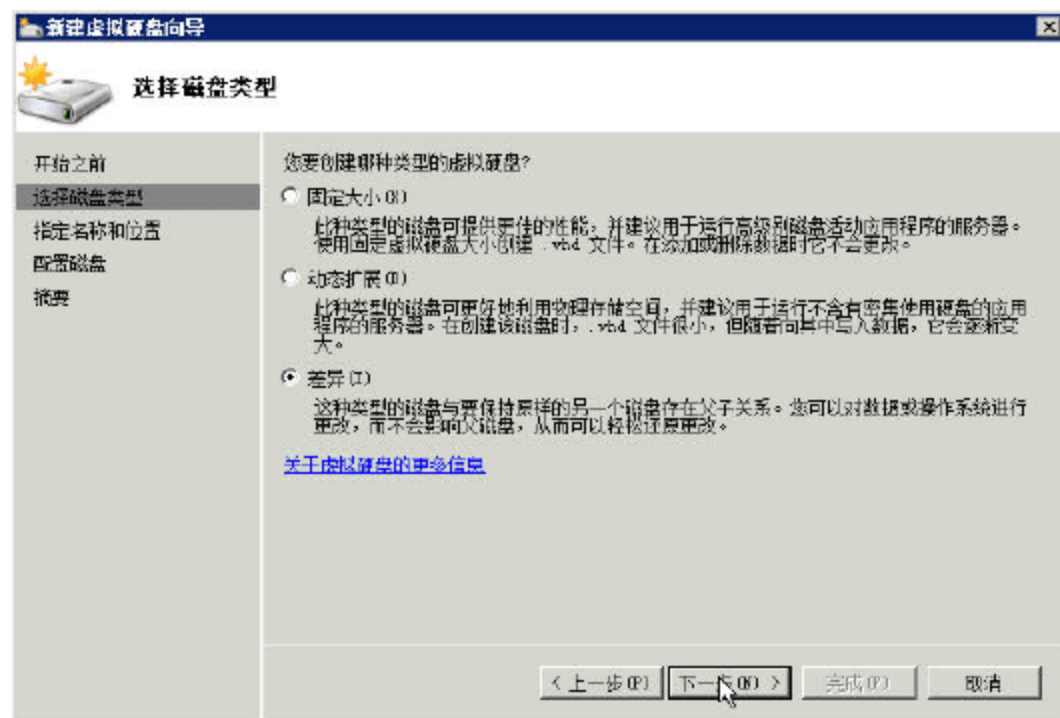 新建虚拟硬盘向导
选择磁盘类型
开始之前
选择磁盘类型
指定名称和位置
配置磁盘
摘要
您要创建哪种类型的虚拟硬盘?
固定大小(X)
此种类型的磁盘可提供更佳的性能，并建议用于运行高级别磁盘活动应用程序的服务器。
使用固定虚拟硬盘大小创建 .vhd 文件。在添加或删除数据时它不会更改。
动态扩展(D)
此种类型的磁盘可更好地利用物理存储空间，并建议用于运行不含有密集使用硬盘的应用
程序的服务器。在创建该磁盘时，.vhd 文件很小，但随着向其中写入数据，它会逐渐变
大。
差异(I)
这种类型的磁盘与要保持原样的另一个磁盘存在父子关系。您可以对数据或操作系统进行
更改，而不会影响父磁盘，从而可以轻松还原更改。
关于虚拟硬盘的更多信息
< 上一步(P)
下一步(N) >
完成(F)
取消